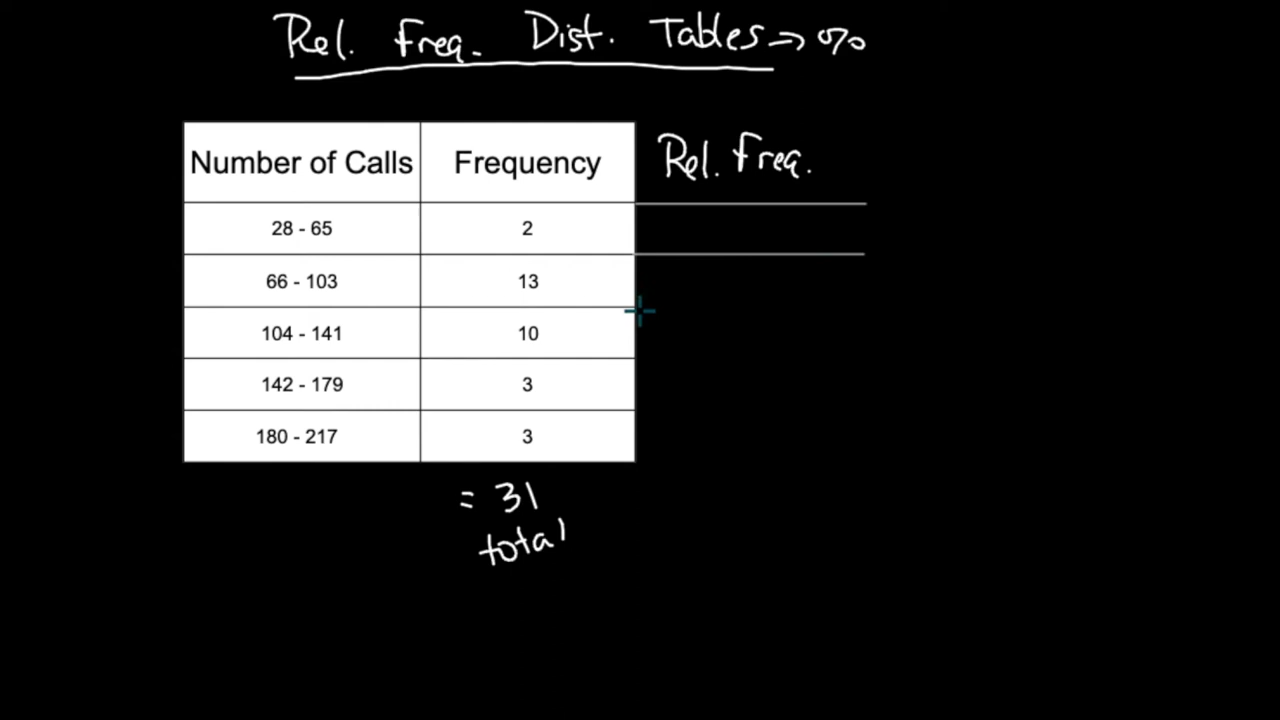 Rel. Freq. Dist. Tables → %
Number of Calls Frequency Rel. Freq.
28 - 65 2
66 - 103 13
104 - 141 10
142 - 179 3
180 - 217 3
= 31
total